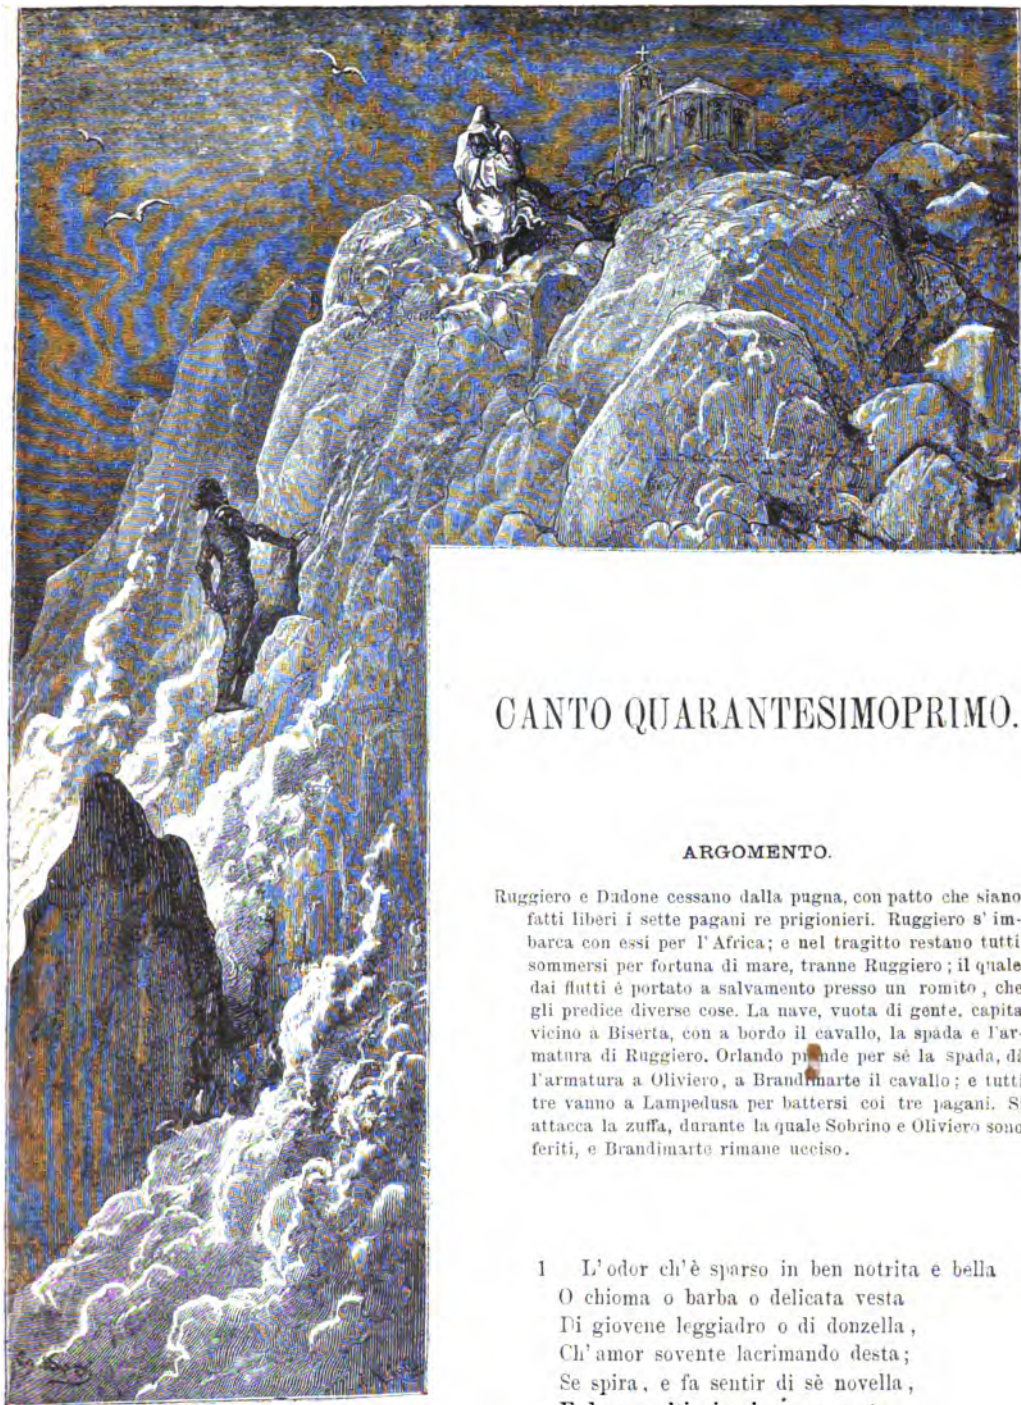 CANTO QUARANTESIMOPRIMO.
ARGOMENTO.
Ruggiero e Dudone cessano dalla pugna, con patto che siano
fatti liberi i sette pagani re prigionieri. Ruggiero s' im-
barca con essi per l' Africa; e nel tragitto restano tutti
sommersi per fortuna di mare, tranne Ruggiero; il quale
dai flutti è portato a salvamento presso un romito, che
gli predice diverse cose. La nave, vuota di gente, capita
vicino a Biserta, con a bordo il cavallo, la spada e l'ar-
matura di Ruggiero. Orlando prende per sé la spada, dà
l'armatura a Oliviero, a Brandimarte il cavallo; e tutti
tre vanno a Lampedusa per battersi coi tre pagani. S
attacca la zuffa, durante la quale Sobrino e Oliviero sono
feriti, e Brandimarte rimane ucciso.
1 L'odor ch'è sparso in ben notrita e bella
O chioma o barba o delicata vesta
Di giovene leggiadro o di donzella,
Ch' amor sovente lacrimando desta;
Se spira, e fa sentir di sè novella,